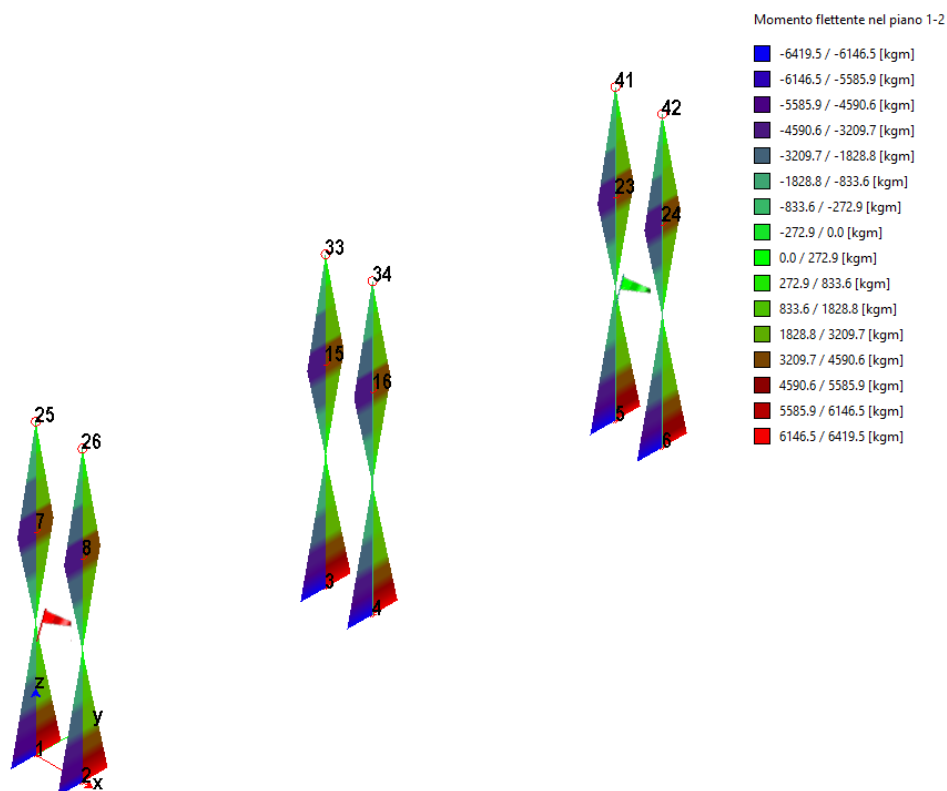 Momento flettente nel piano 1-2
-6419.5 / -6146.5 [kgm]
-6146.5 / -5585.9 [kgm]
-5585.9 / -4590.6 [kgm]
-4590.6 / -3209.7 [kgm]
-3209.7 / -1828.8 [kgm]
-1828.8 / -833.6 [kgm]
-833.6 / -272.9 [kgm]
-272.9 / 0.0 [kgm]
0.0 / 272.9 [kgm]
272.9 / 833.6 [kgm]
833.6 / 1828.8 [kgm]
1828.8 / 3209.7 [kgm]
3209.7 / 4590.6 [kgm]
4590.6 / 5585.9 [kgm]
5585.9 / 6146.5 [kgm]
6146.5 / 6419.5 [kgm]
41
42
23
24
33
34
15
16
5
6
25
26
7
8
3
4
z
y
1
2
x